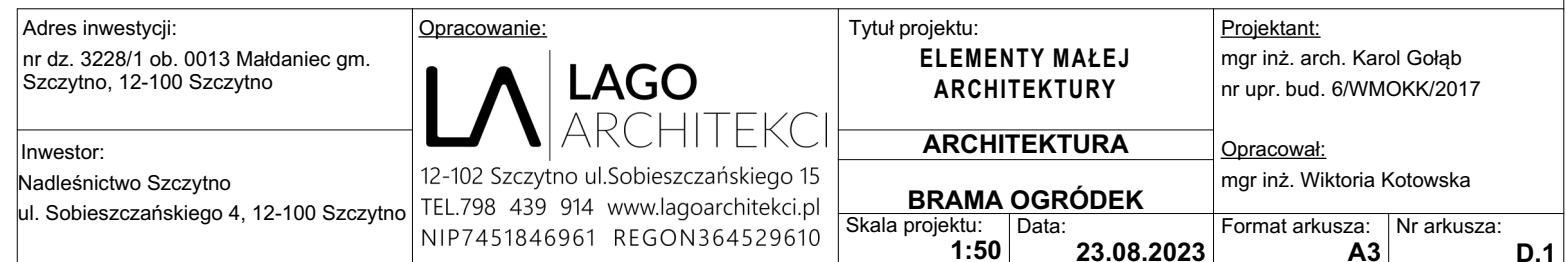 Adres inwestycji:
nr dz. 3228/1 ob. 0013 Małdaniec gm.
Szczytno, 12-100 Szczytno
Inwestor:
Nadleśnictwo Szczytno
ul. Sobieszczańskiego 4, 12-100 Szczytno
Opracowanie:
LA LAGO
ARCHITEKCI
12-102 Szczytno ul.Sobieszczańskiego 15
TEL.798 439 914 www.lagoarchitekci.pl
NIP7451846961 REGON364529610
Tytuł projektu:
ELEMENTY MAŁEJ
ARCHITEKTURY
ARCHITEKTURA
BRAMA OGRÓDEK
Skala projektu:
1:50
Data:
23.08.2023
Projektant:
mgr inż. arch. Karol Gołąb
nr upr. bud. 6/WMOKK/2017
Opracował:
mgr inż. Wiktoria Kotowska
Format arkusza:
A3
Nr arkusza:
D.1